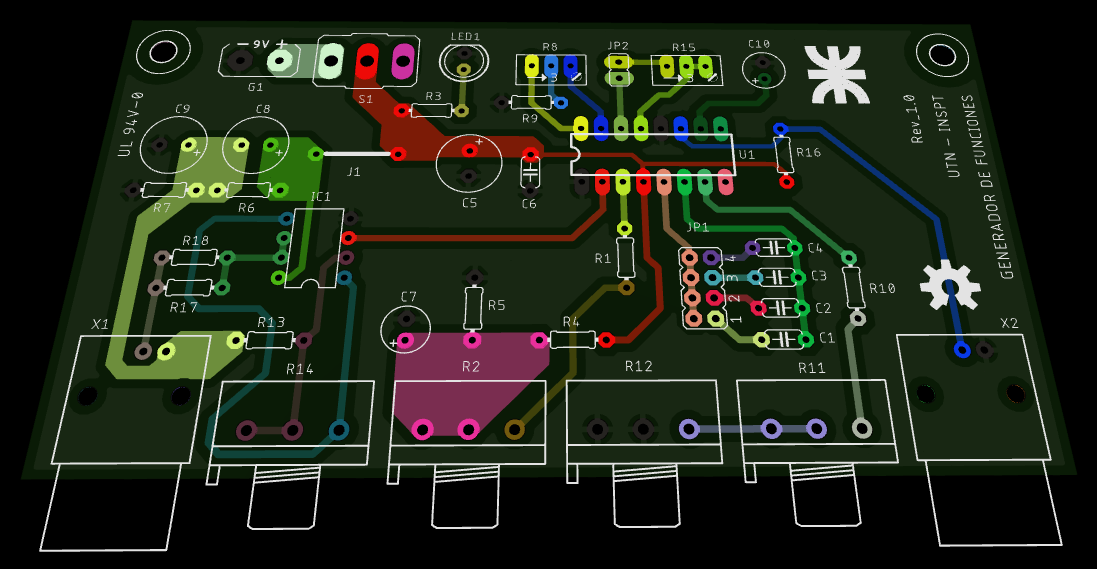 - 9V +
G1
S1
LED1
R3
R8
3
R9
JP2
R15
3
C10
Rev_1.0
UTN - INSPT
GENERADOR DE FUNCIONES
UL 94V-0
C9
C8
+
+
+
+
J1
C5
C6
U1
R16
R7
R6
IC1
JP1
R18
R17
R1
4
3
2
1
C4
C3
C2
C1
R10
C7
+
R5
R4
X1
R13
R14
R2
R12
R11
X2